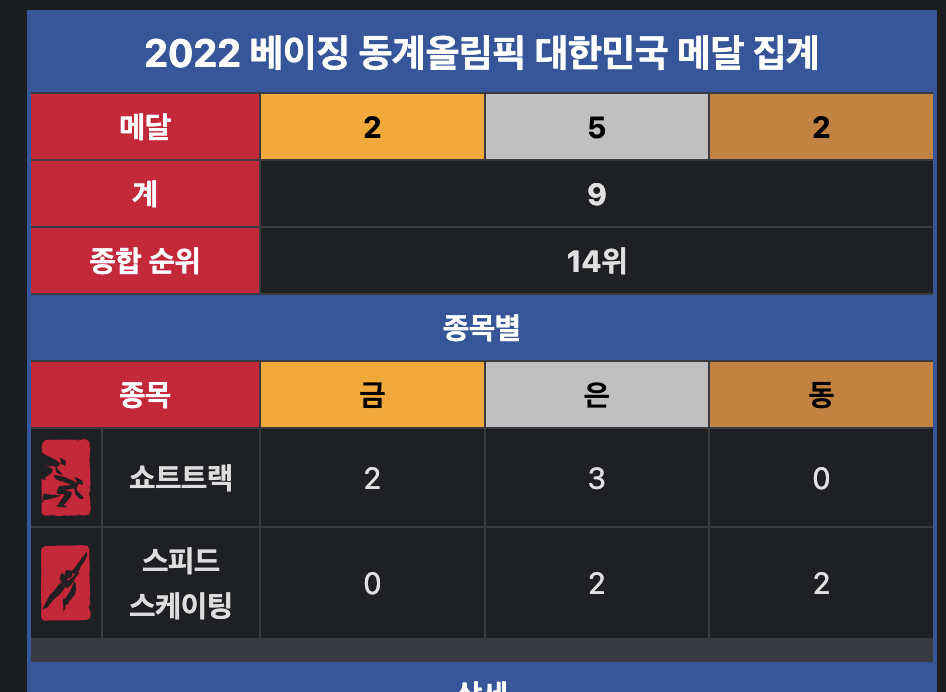 2022 베이징 동계올림픽 대한민국 메달 집계
메달 2 5 2
계 9
종합 순위 14위
종목별
종목 금 은 동
쇼트트랙 2 3 0
스피드
스케이팅 0 2 2
상세